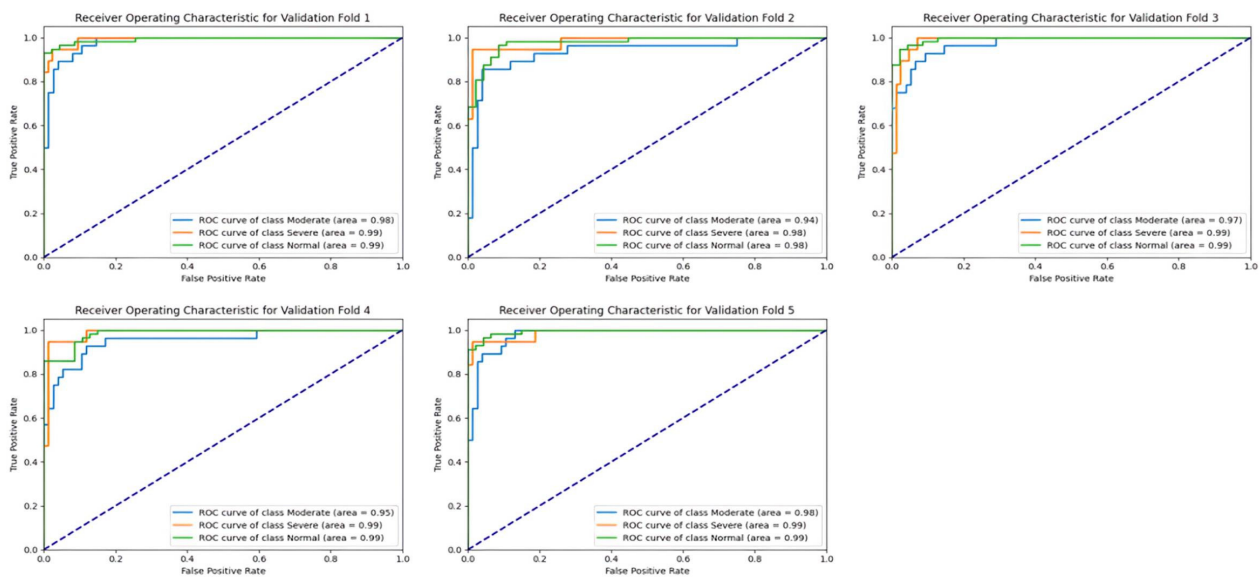 Receiver Operating Characteristic for Validation Fold 1
1.0
0.8
0.6
0.4
0.2
0.0
True Positive Rate
ROC curve of class Moderate (area = 0.98)
ROC curve of class Severe (area = 0.99)
ROC curve of class Normal (area = 0.99)
0.0 0.2 0.4 0.6 0.8 1.0
False Positive Rate
Receiver Operating Characteristic for Validation Fold 2
1.0
0.8
0.6
0.4
0.2
0.0
True Positive Rate
ROC curve of class Moderate (area = 0.94)
ROC curve of class Severe (area = 0.98)
ROC curve of class Normal (area = 0.98)
0.0 0.2 0.4 0.6 0.8 1.0
False Positive Rate
Receiver Operating Characteristic for Validation Fold 3
1.0
0.8
0.6
0.4
0.2
0.0
True Positive Rate
ROC curve of class Moderate (area = 0.97)
ROC curve of class Severe (area = 0.99)
ROC curve of class Normal (area = 0.99)
0.0 0.2 0.4 0.6 0.8 1.0
False Positive Rate
Receiver Operating Characteristic for Validation Fold 4
1.0
0.8
0.6
0.4
0.2
0.0
True Positive Rate
ROC curve of class Moderate (area = 0.95)
ROC curve of class Severe (area = 0.99)
ROC curve of class Normal (area = 0.99)
0.0 0.2 0.4 0.6 0.8 1.0
False Positive Rate
Receiver Operating Characteristic for Validation Fold 5
1.0
0.8
0.6
0.4
0.2
0.0
True Positive Rate
ROC curve of class Moderate (area = 0.98)
ROC curve of class Severe (area = 0.99)
ROC curve of class Normal (area = 0.99)
0.0 0.2 0.4 0.6 0.8 1.0
False Positive Rate